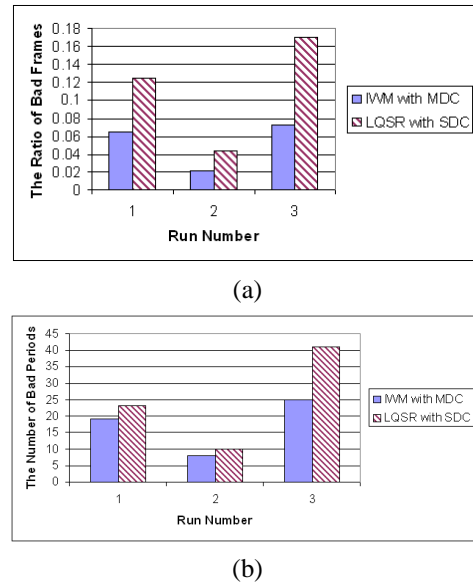 The Ratio of Bad Frames
0.18
0.16
0.14
0.12
0.1
0.08
0.06
0.04
0.02
0
1 2 3
Run Number
IWM with MDC
LQSR with SDC
(a)
The Number of Bad Periods
45
40
35
30
25
20
15
10
5
0
1 2 3
Run Number
IWM with MDC
LQSR with SDC
(b)